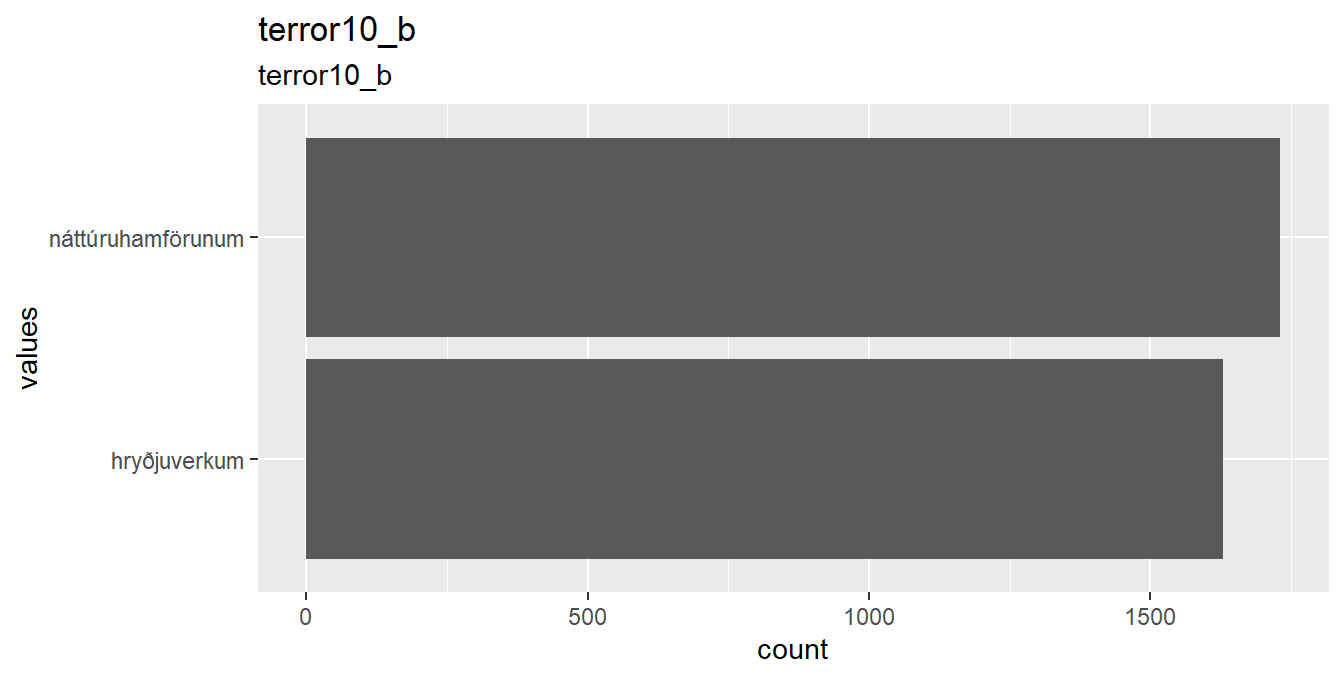 terror10_b
terror10_b
values
náttúruhamförunum
hryðjuverkum
0 500 1000 1500
count